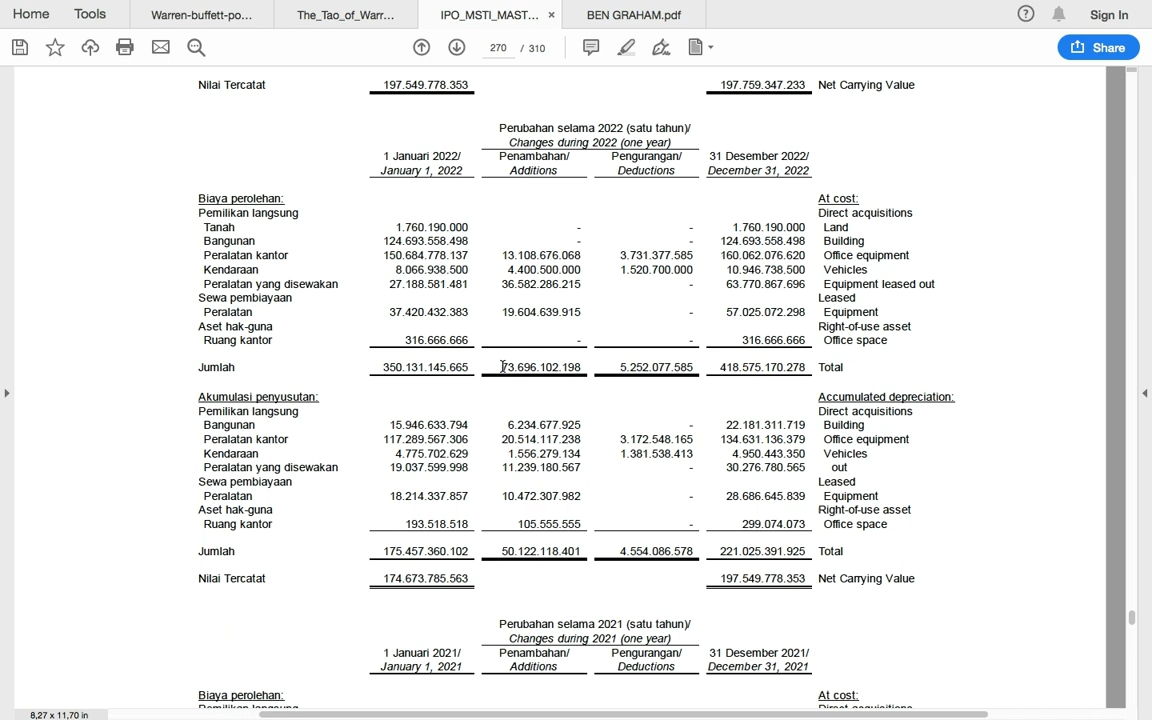 Home Tools Warren-buffett-po... The_Tao_of_Warr... IPO_MSTI_MAST... × BEN GRAHAM.pdf ? Sign In
270 / 310 Share
Nilai Tercatat 197.549.778.353 197.759.347.233 Net Carrying Value
Perubahan selama 2022 (satu tahun)/
Changes during 2022 (one year)
1 Januari 2022/ Penambahan/ Pengurangan/ 31 Desember 2022/
January 1, 2022 Additions Deductions December 31, 2022
Biaya perolehan: At cost:
Pemilikan langsung Direct acquisitions
Tanah 1.760.190.000 - - 1.760.190.000 Land
Bangunan 124.693.558.498 - - 124.693.558.498 Building
Peralatan kantor 150.684.778.137 13.108.676.068 3.731.377.585 160.062.076.620 Office equipment
Kendaraan 8.066.938.500 4.400.500.000 1.520.700.000 10.946.738.500 Vehicles
Peralatan yang disewakan 27.188.581.481 36.582.286.215 - 63.770.867.696 Equipment leased out
Sewa pembiayaan Leased
Peralatan 37.420.432.383 19.604.639.915 - 57.025.072.298 Equipment
Aset hak-guna Right-of-use asset
Ruang kantor 316.666.666 - - 316.666.666 Office space
Jumlah 350.131.145.665 73.696.102.198 5.252.077.585 418.575.170.278 Total
Akumulasi penyusutan: Accumulated depreciation:
Pemilikan langsung Direct acquisitions
Bangunan 15.946.633.794 6.234.677.925 - 22.181.311.719 Building
Peralatan kantor 117.289.567.306 20.514.117.238 3.172.548.165 134.631.136.379 Office equipment
Kendaraan 4.775.702.629 1.556.279.134 1.381.538.413 4.950.443.350 Vehicles
Peralatan yang disewakan 19.037.599.998 11.239.180.567 - 30.276.780.565 out
Sewa pembiayaan Leased
Peralatan 18.214.337.857 10.472.307.982 - 28.686.645.839 Equipment
Aset hak-guna Right-of-use asset
Ruang kantor 193.518.518 105.555.555 - 299.074.073 Office space
Jumlah 175.457.360.102 50.122.118.401 4.554.086.578 221.025.391.925 Total
Nilai Tercatat 174.673.785.563 197.549.778.353 Net Carrying Value
Perubahan selama 2021 (satu tahun)/
Changes during 2021 (one year)
1 Januari 2021/ Penambahan/ Pengurangan/ 31 Desember 2021/
January 1, 2021 Additions Deductions December 31, 2021
Biaya perolehan: At cost:
Pemilikan langsung Direct acquisitions
8,27 x 11,70 in